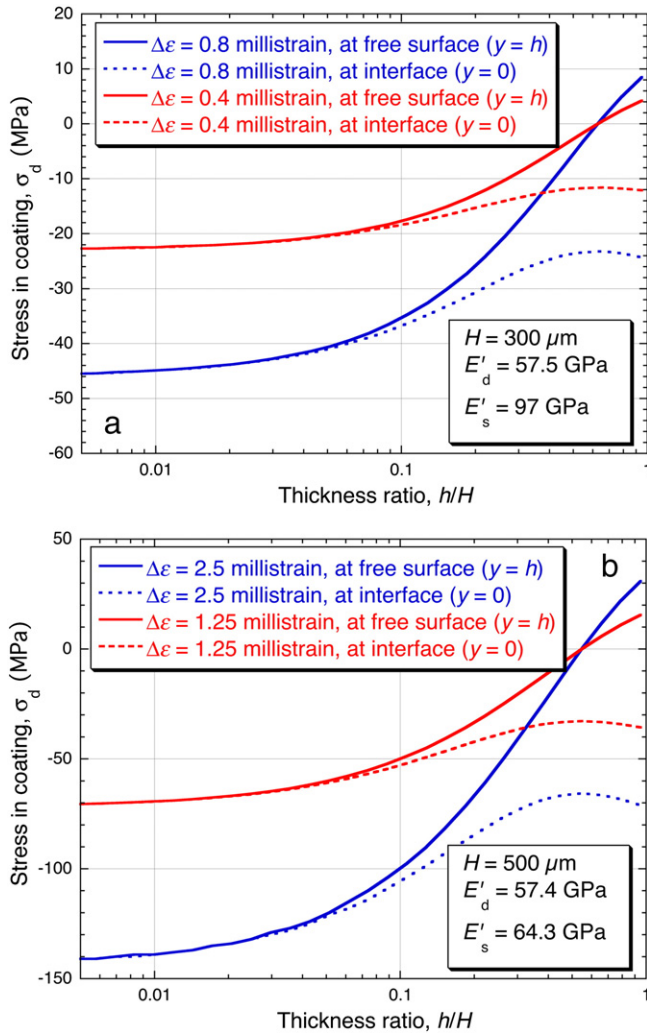 20
10
0
-10
-20
-30
-40
-50
-60
Stress in coating, σd (MPa)
Δε = 0.8 millistrain, at free surface (y = h)
Δε = 0.8 millistrain, at interface (y = 0)
Δε = 0.4 millistrain, at free surface (y = h)
Δε = 0.4 millistrain, at interface (y = 0)
H = 300 µm
E′d = 57.5 GPa
E′s = 97 GPa
a
0.01 0.1 1
Thickness ratio, h/H
50
0
-50
-100
-150
Stress in coating, σd (MPa)
Δε = 2.5 millistrain, at free surface (y = h)
Δε = 2.5 millistrain, at interface (y = 0)
Δε = 1.25 millistrain, at free surface (y = h)
Δε = 1.25 millistrain, at interface (y = 0)
b
H = 500 µm
E′d = 57.4 GPa
E′s = 64.3 GPa
0.01 0.1 1
Thickness ratio, h/H